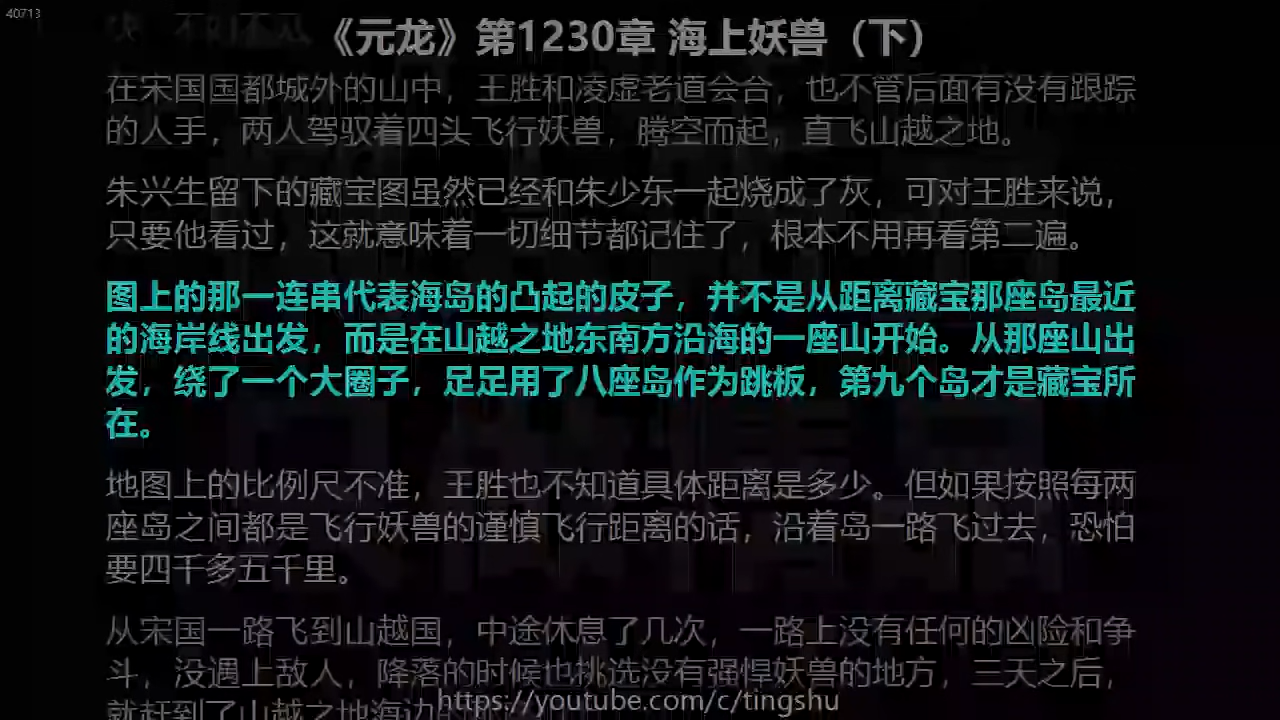 40713
《元龙》第1230章 海上妖兽（下）
在宋国国都城外的山中，王胜和凌虚老道会合，也不管后面有没有跟踪
的人手，两人驾驭着四头飞行妖兽，腾空而起，直飞山越之地。
朱兴生留下的藏宝图虽然已经和朱少东一起烧成了灰，可对王胜来说，
只要他看过，这就意味着一切细节都记住了，根本不用再看第二遍。
图上的那一连串代表海岛的凸起的皮子，并不是从距离藏宝那座岛最近
的海岸线出发，而是在山越之地东南方沿海的一座山开始。从那座山出
发，绕了一个大圈子，足足用了八座岛作为跳板，第九个岛才是藏宝所
在。
地图上的比例尺不准，王胜也不知道具体距离是多少。但如果按照每两
座岛之间都是飞行妖兽的谨慎飞行距离的话，沿着岛一路飞过去，恐怕
要四千多五千里。
从宋国一路飞到山越国，中途休息了几次，一路上没有任何的凶险和争
斗，没遇上敌人，降落的时候也挑选没有强悍妖兽的地方，三天之后，
就赶到了山越之地海边的
https://youtube.com/c/tingshu